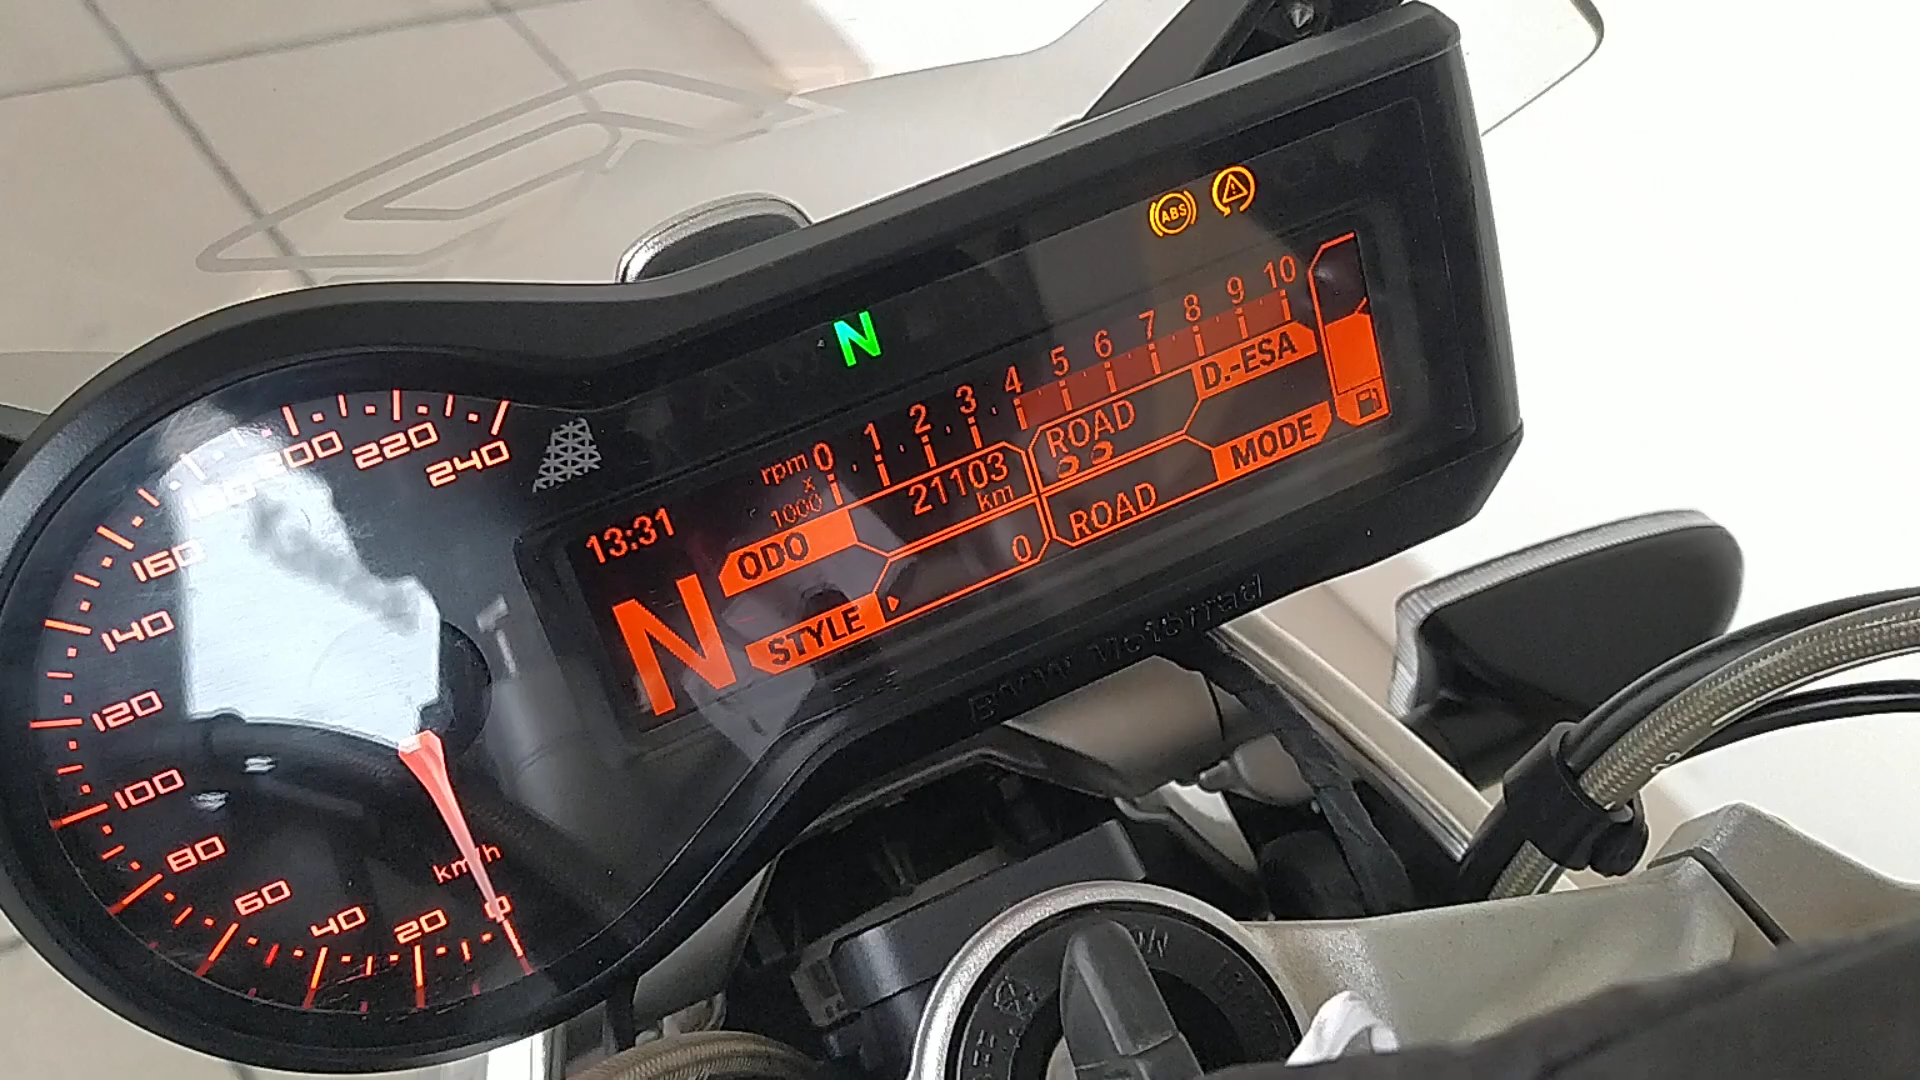 ABS
N
rpm
x
1000
0 1 2 3 4 5 6 7 8 9 10
13:31
ODO
21103
km
ROAD
D.-ESA
N
STYLE
0
ROAD
MODE
BMW Motorrad
240
220
200
160
140
120
100
80
60
40
20
0
km/h